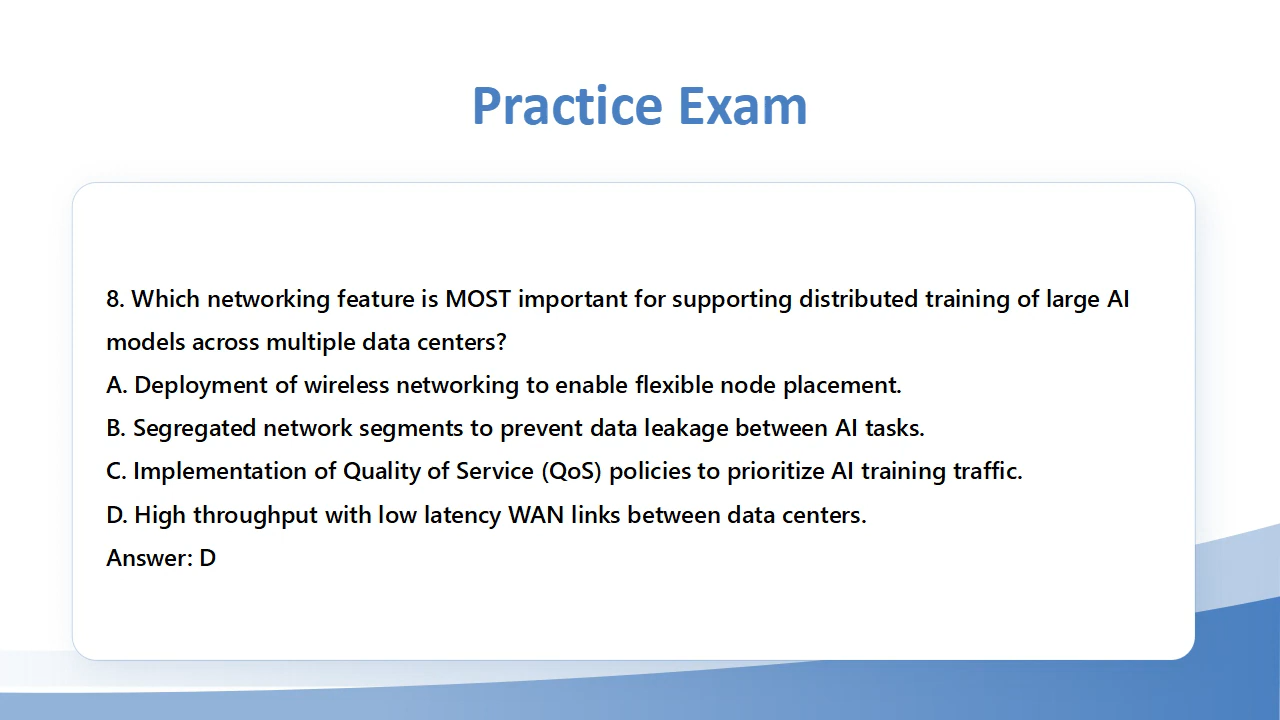 Practice Exam
8. Which networking feature is MOST important for supporting distributed training of large AI
models across multiple data centers?
A. Deployment of wireless networking to enable flexible node placement.
B. Segregated network segments to prevent data leakage between AI tasks.
C. Implementation of Quality of Service (QoS) policies to prioritize AI training traffic.
D. High throughput with low latency WAN links between data centers.
Answer: D